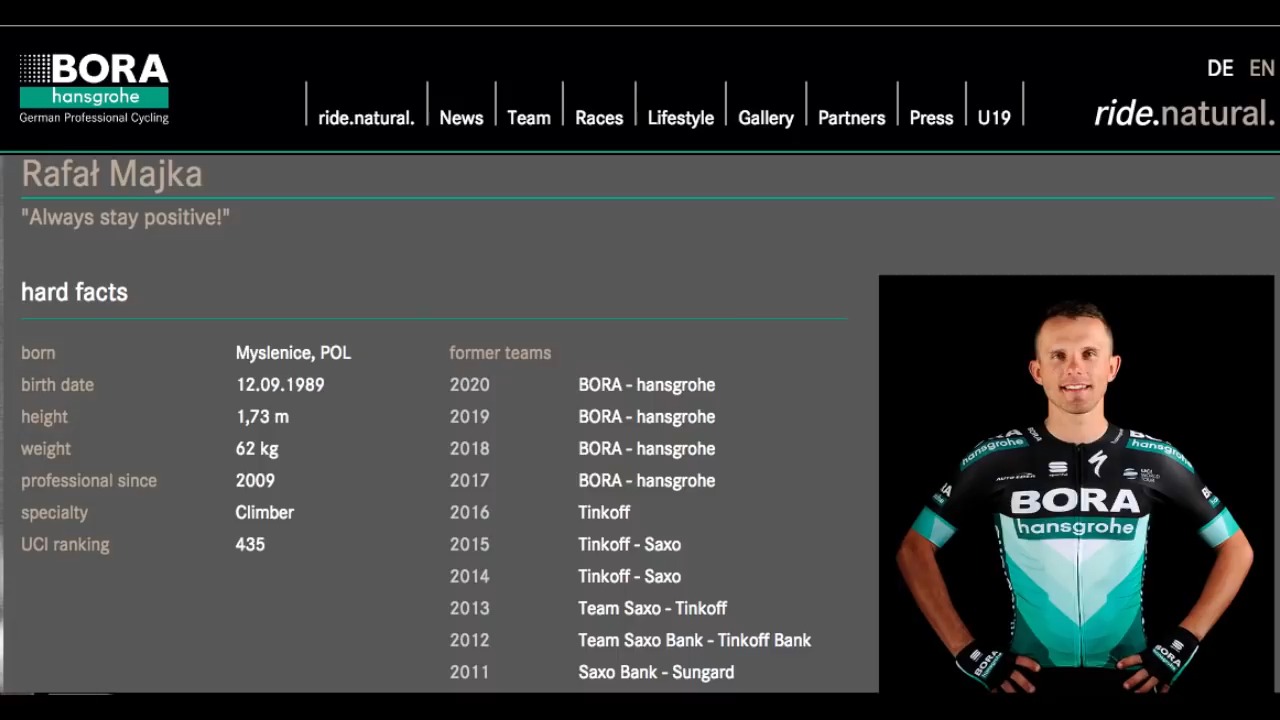 BORA
hansgrohe
German Professional Cycling
DE EN
ride.natural. News Team Races Lifestyle Gallery Partners Press U19
ride.natural.
Rafał Majka
"Always stay positive!"
hard facts
born Myslenice, POL former teams
birth date 12.09.1989 2020 BORA - hansgrohe
height 1,73 m 2019 BORA - hansgrohe
weight 62 kg 2018 BORA - hansgrohe
professional since 2009 2017 BORA - hansgrohe
specialty Climber 2016 Tinkoff
UCI ranking 435 2015 Tinkoff - Saxo
2014 Tinkoff - Saxo
2013 Team Saxo - Tinkoff
2012 Team Saxo Bank - Tinkoff Bank
2011 Saxo Bank - Sungard
hansgrohe
hansgrohe
BORA
hansgrohe
BORA
BORA